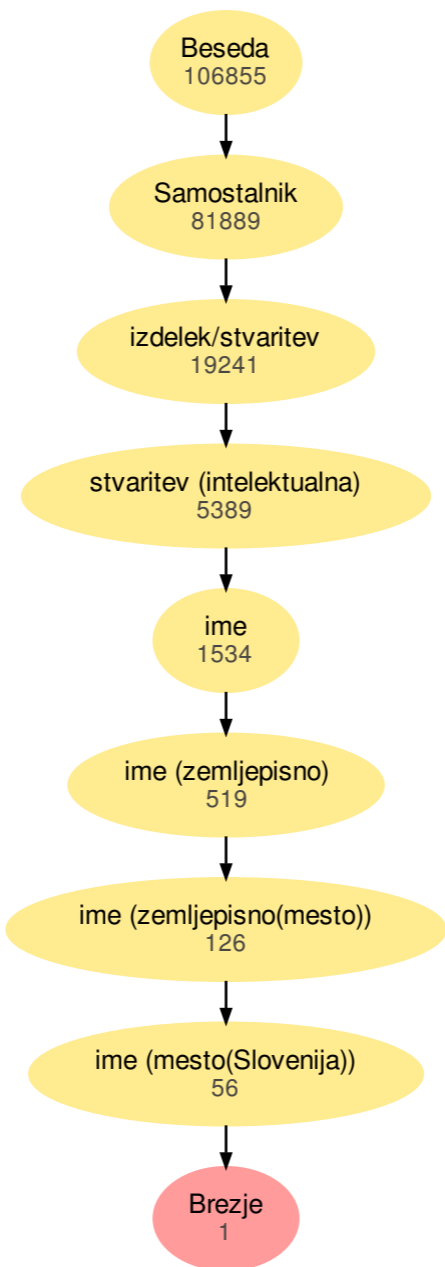 Beseda
106855
Samostalnik
81889
izdelek/stvaritev
19241
stvaritev (intelektualna)
5389
ime
1534
ime (zemljepisno)
519
ime (zemljepisno(mesto))
126
ime (mesto(Slovenija))
56
Brezje
1